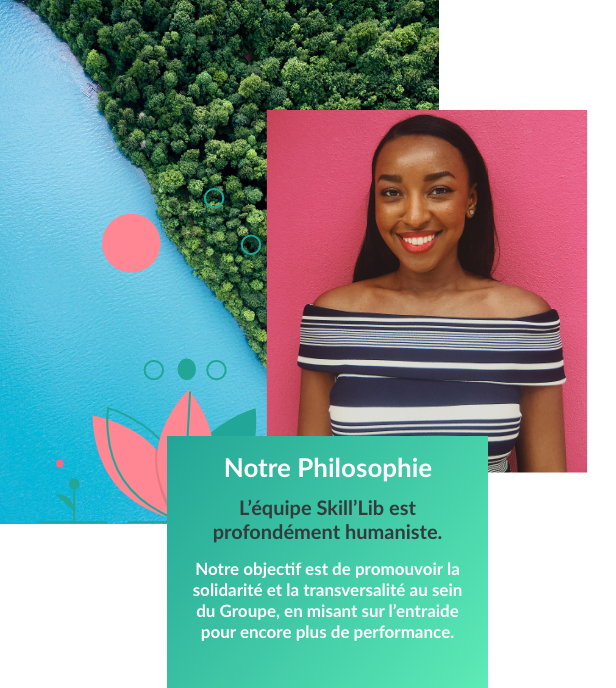 Notre Philosophie
L’équipe Skill’Lib est
profondément humaniste.
Notre objectif est de promouvoir la
solidarité et la transversalité au sein
du Groupe, en misant sur l’entraide
pour encore plus de performance.